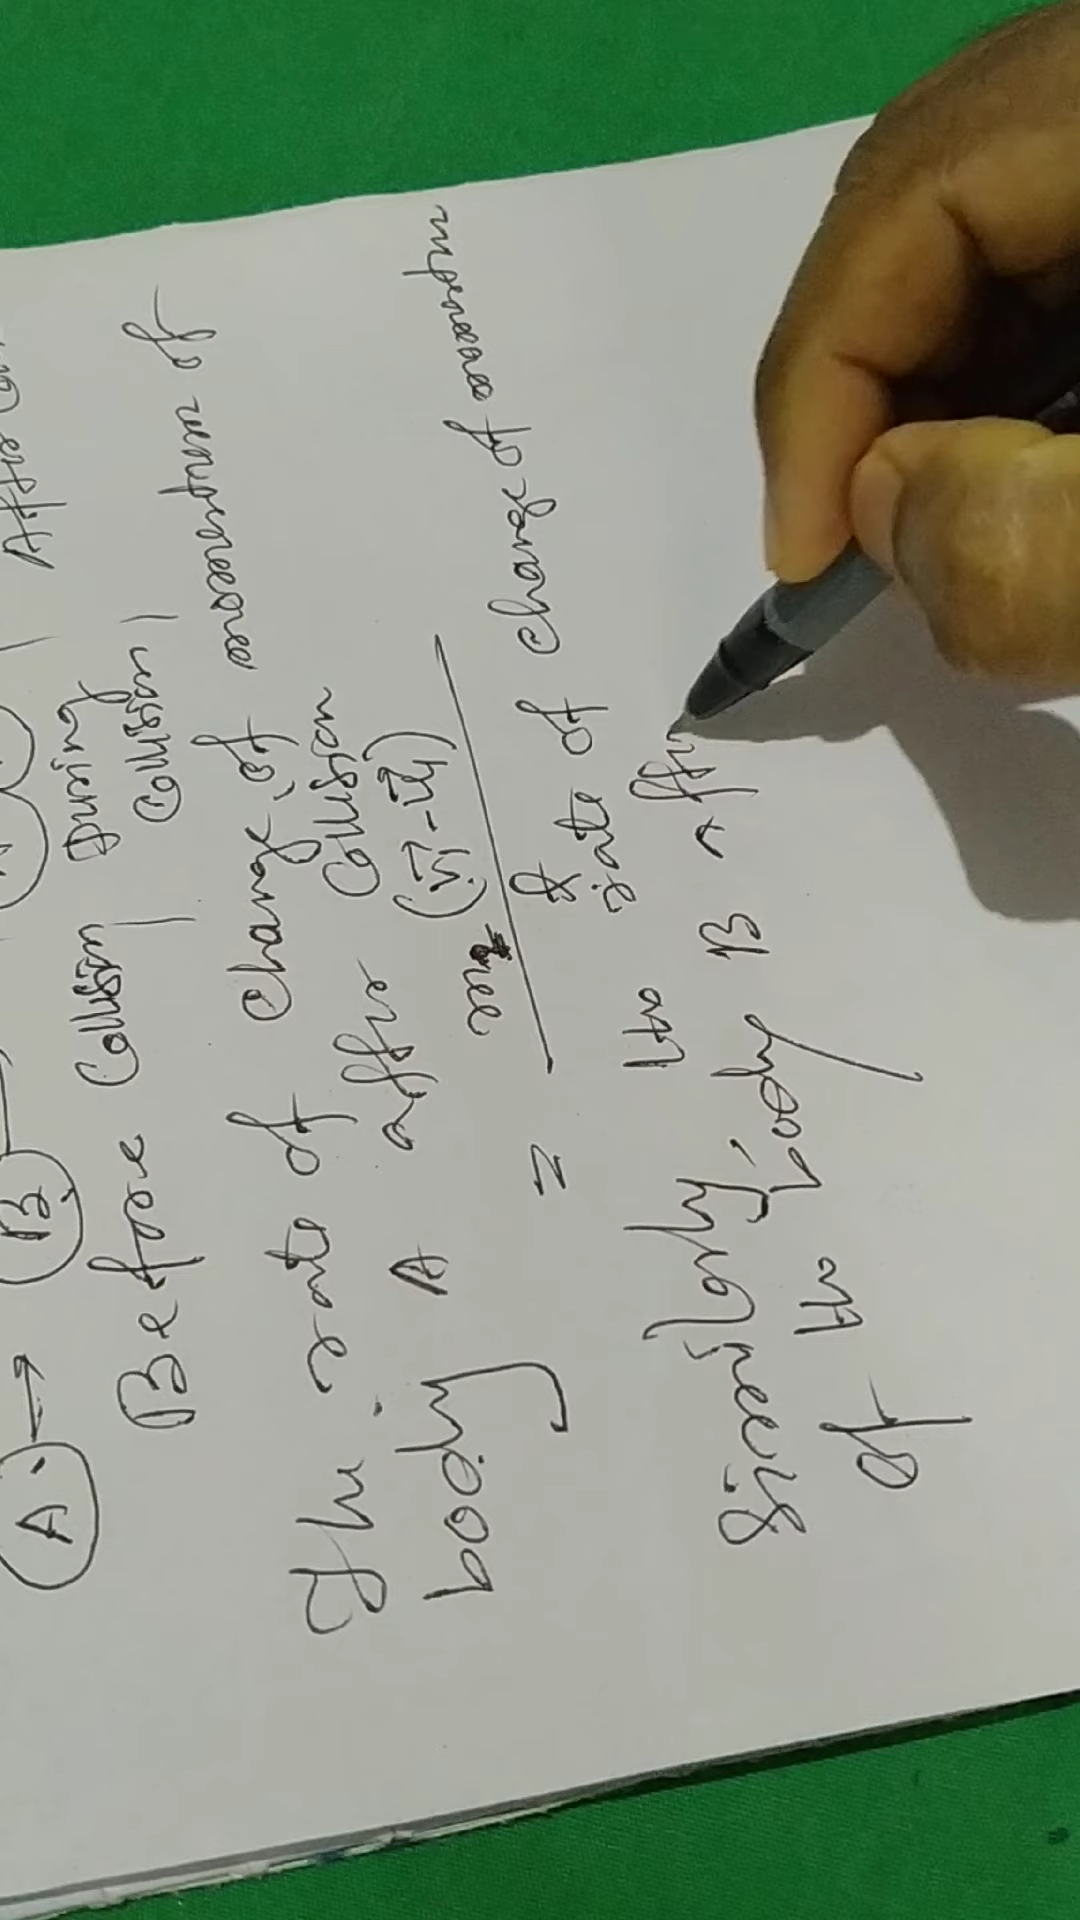 A → B After
Before Collision | During Collision |
The rate of change of momentum of
body A after Collision
= m (v₁ - u₁)
t
similarly, the rate of change of momentum
of the body B after